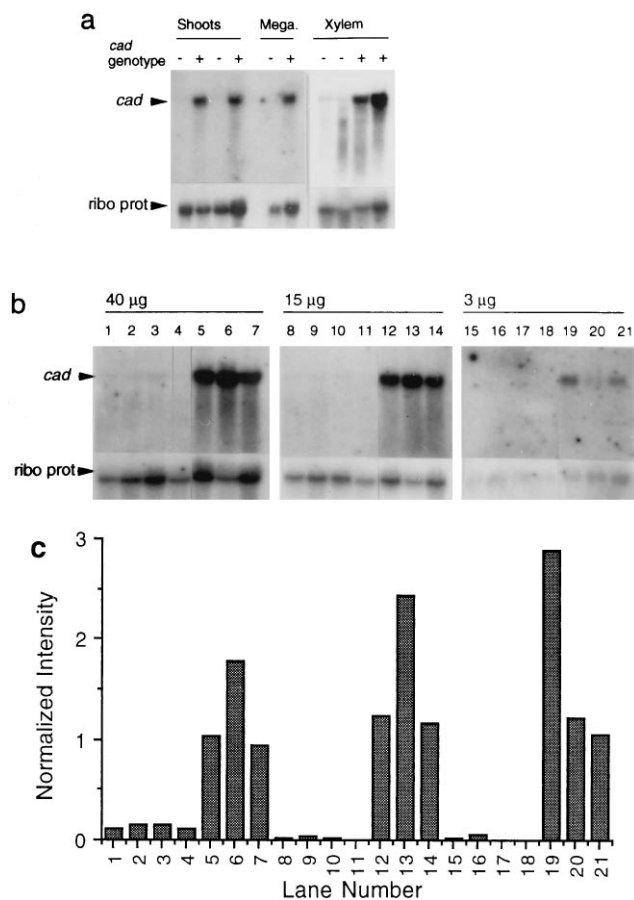 a
Shoots Mega. Xylem
cad
genotype - + - + - + - - + +
cad
ribo prot
b
40 µg 15 µg 3 µg
1 2 3 4 5 6 7 8 9 10 11 12 13 14 15 16 17 18 19 20 21
cad
ribo prot
c
3
2
1
0
Normalized Intensity
1 2 3 4 5 6 7 8 9 10 11 12 13 14 15 16 17 18 19 20 21
Lane Number